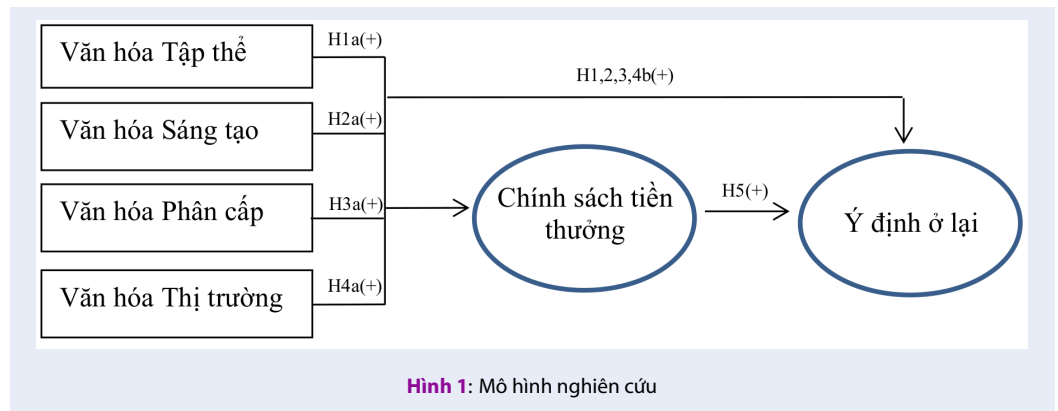 Văn hóa Tập thể
H1a(+)
H1,2,3,4b(+)
Văn hóa Sáng tạo
H2a(+)
Văn hóa Phân cấp
H3a(+)
Chính sách tiền
thưởng
H5(+)
Ý định ở lại
Văn hóa Thị trường
H4a(+)
Hình 1: Mô hình nghiên cứu